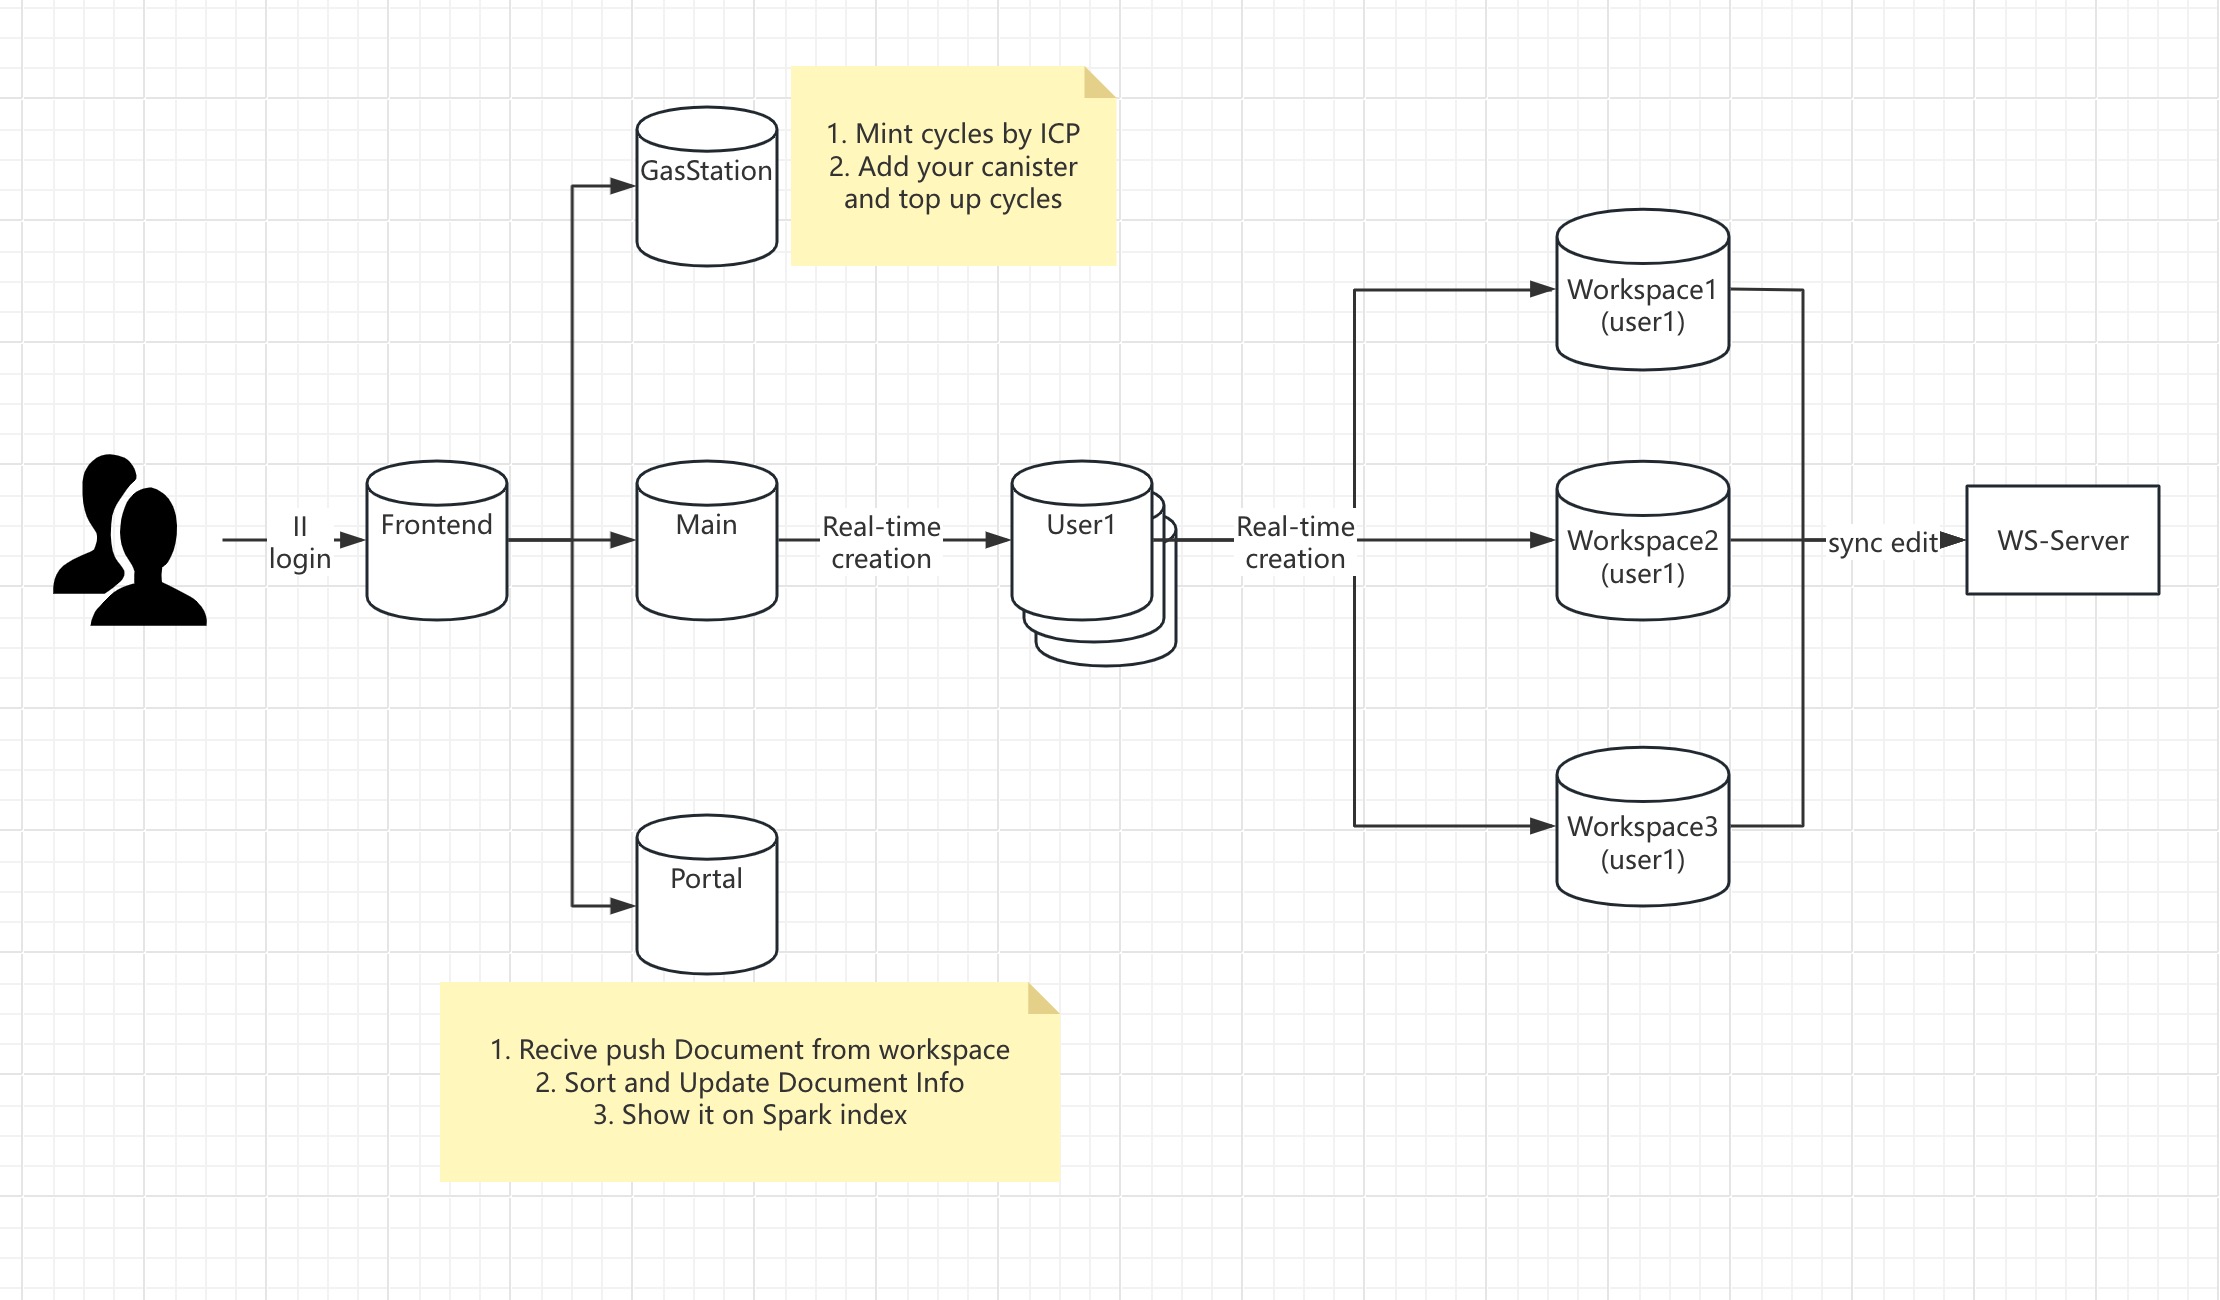 GasStation
1. Mint cycles by ICP
2. Add your canister
and top up cycles
II
login
Frontend
Main
Real-time
creation
User1
Real-time
creation
Workspace1
(user1)
Workspace2
(user1)
Workspace3
(user1)
sync edit
WS-Server
Portal
1. Recive push Document from workspace
2. Sort and Update Document Info
3. Show it on Spark index